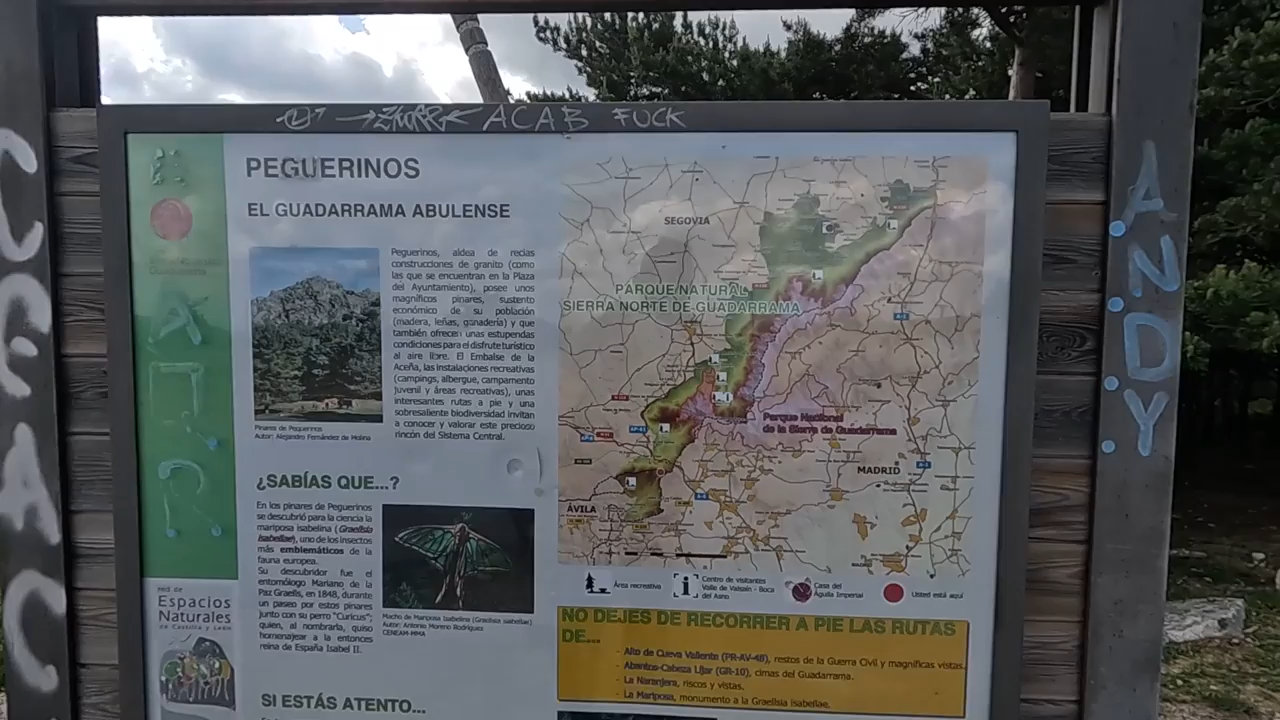 ACAB FUCK
ANDY
PEGUERINOS
EL GUADARRAMA ABULENSE
Peguerinos, aldea de recias
construcciones de granito (como
las que se encuentran en la Plaza
del Ayuntamiento), posee unos
magníficos pinares, sustento
económico de su población
(madera, leñas, ganadería) y que
también ofrecen unas estupendas
condiciones para el disfrute turístico
al aire libre. El Embalse de la
Aceña, las instalaciones recreativas
(campings, albergue, campamento
juvenil y áreas recreativas), unas
interesantes rutas a pie y una
sobresaliente biodiversidad invitan
a conocer y valorar este precioso
rincón del Sistema Central.
Pinares de Peguerinos
Autor: Alejandro Fernández de Molina
¿SABÍAS QUE...?
En los pinares de Peguerinos
se descubrió para la ciencia la
mariposa isabelina (Graellsia
isabellae), uno de los insectos
más emblemáticos de la
fauna europea.
Su descubridor fue el
entomólogo Mariano de la
Paz Graells, en 1848, durante
un paseo por estos pinares
junto con su perro "Curicus";
quien, al nombrarla, quiso
homenajear a la entonces
reina de España Isabel II.
Macho de Mariposa Isabelina (Graellsia isabellae)
Autor: Antonio Moreno Rodríguez
CENEAM-MMA
SI ESTÁS ATENTO...
RED DE
Espacios
Naturales
de Castilla y León
SEGOVIA
PARQUE NATURAL
SIERRA NORTE DE GUADARRAMA
Parque Nacional
de la Sierra de Guadarrama
MADRID
ÁVILA
Área recreativa
Centro de visitantes
Valle de Valsaín - Boca
del Asno
Casa del
Águila Imperial
Usted está aquí
NO DEJES DE RECORRER A PIE LAS RUTAS
DE...
- Alto de Cueva Valiente (PR-AV-48), restos de la Guerra Civil y magníficas vistas.
- Abantos-Cabeza Líjar (GR-10), cimas del Guadarrama.
- La Naranjera, riscos y vistas.
- La Mariposa, monumento a la Graellsia isabellae.